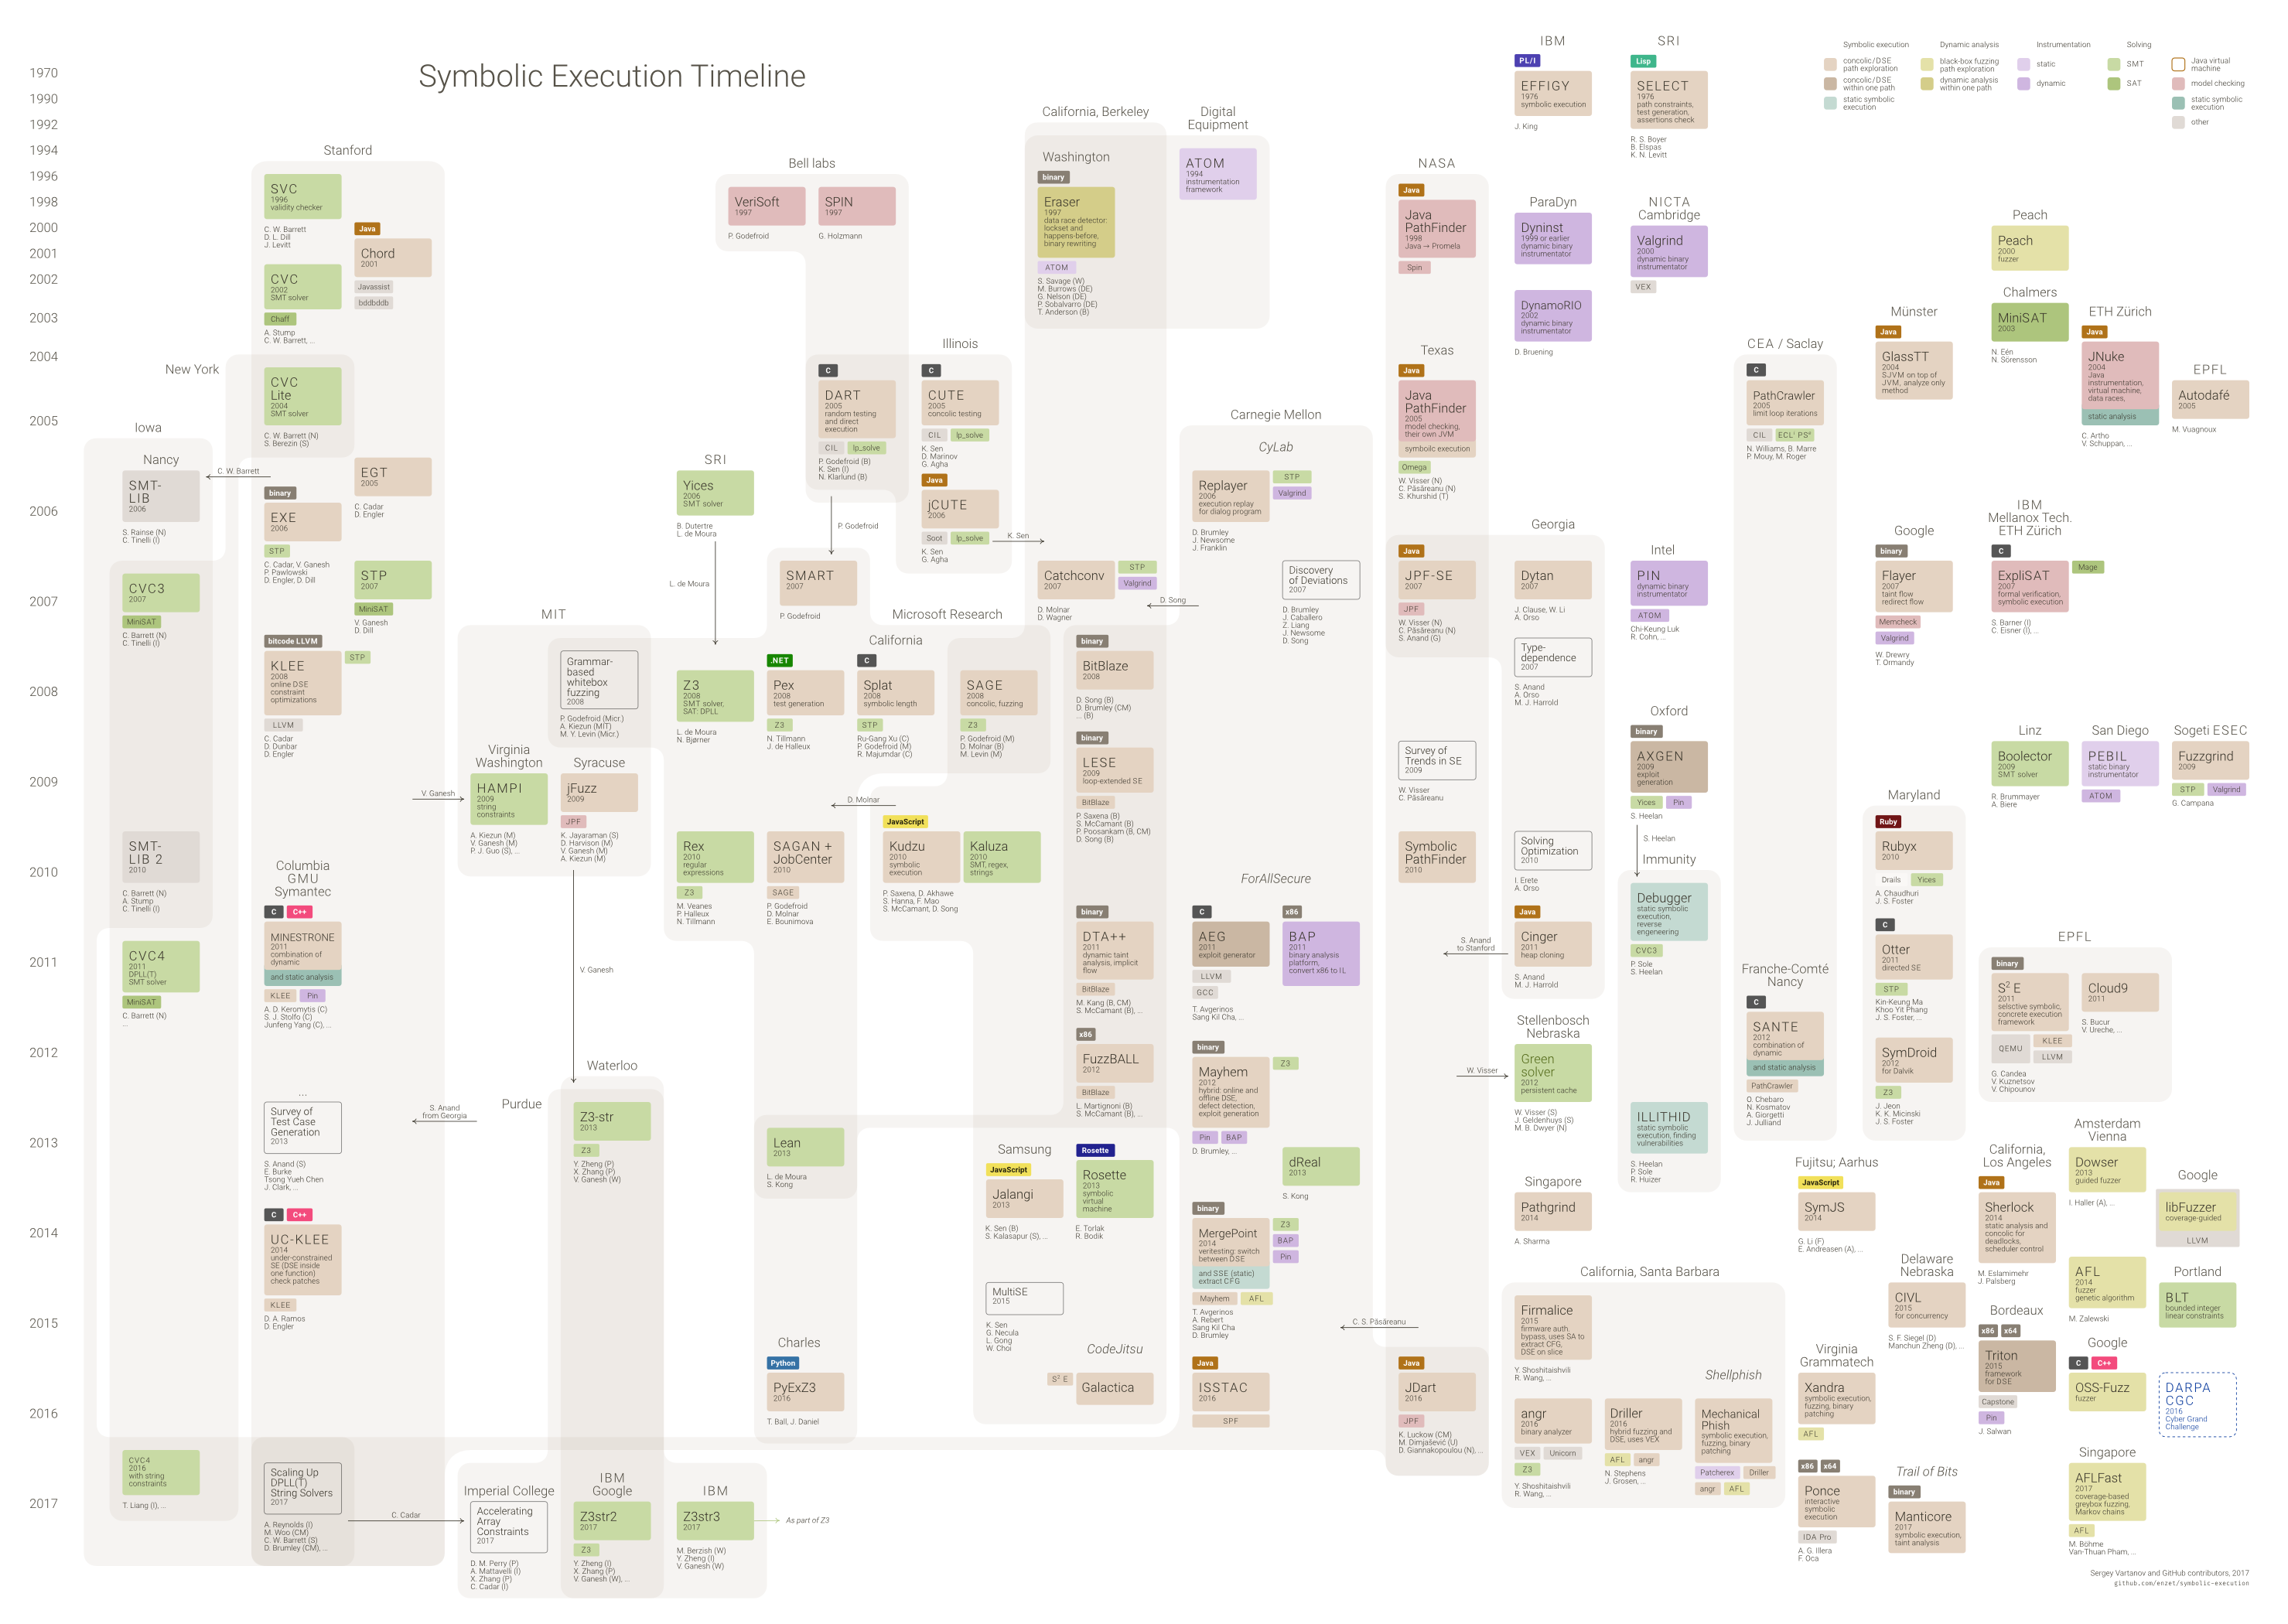 Symbolic Execution Timeline
1970
1990
1992
1994
1996
1998
2000
2001
2002
2003
2004
2005
2006
2007
2008
2009
2010
2011
2012
2013
2014
2015
2016
2017
Symbolic execution
concolic/DSE
path exploration
concolic/DSE
within one path
static symbolic
execution
Dynamic analysis
black-box fuzzing
path exploration
dynamic analysis
within one path
Instrumentation
static
dynamic
Solving
SMT
SAT
Java virtual
machine
model checking
static symbolic
execution
other
IBM
PL/I
EFFIGY
1976
symbolic execution
J. King
SRI
Lisp
SELECT
1976
path constraints,
test generation,
assertions check
R. S. Boyer
B. Elspas
K. N. Levitt
Stanford
SVC
1996
validity checker
C. W. Barrett
D. L. Dill
J. Levitt
Java
Chord
2001
Javassist
bddbddb
CVC
2002
SMT solver
Chaff
A. Stump
C. W. Barrett, ...
New York
CVC
Lite
2004
SMT solver
C. W. Barrett (N)
S. Berezin (S)
Iowa
Nancy
C. W. Barrett
SMT-
LIB
2006
S. Rainse (N)
C. Tinelli (I)
EGT
2005
C. Cadar
D. Engler
binary
EXE
2006
STP
C. Cadar, V. Ganesh
P. Pawlowski
D. Engler, D. Dill
STP
2007
MiniSAT
V. Ganesh
D. Dill
CVC3
2007
MiniSAT
C. Barrett (N)
C. Tinelli (I)
bitcode LLVM
KLEE
2008
online DSE
constraint
optimizations
STP
LLVM
C. Cadar
D. Dunbar
D. Engler
SMT-
LIB 2
2010
C. Barrett (N)
A. Stump
C. Tinelli (I)
Columbia
GMU
Symantec
C
C++
MINESTRONE
2011
combination of
dynamic
and static analysis
KLEE
Pin
A. D. Keromytis (C)
S. J. Stolfo (C)
Junfeng Yang (C), ...
CVC4
2011
DPLL(T)
SMT solver
MiniSAT
C. Barrett (N)
...
...
Survey of
Test Case
Generation
2013
S. Anand (S)
E. Burke
Tsong Yueh Chen
J. Clark, ...
S. Anand
from Georgia
Purdue
C
C++
UC-KLEE
2014
under-constrained
SE (DSE inside
one function)
check patches
KLEE
D. A. Ramos
D. Engler
CVC4
2016
with string
constraints
T. Liang (I), ...
Scaling Up
DPLL(T)
String Solvers
2017
A. Reynolds (I)
M. Woo (CM)
C. W. Barrett (S)
D. Brumley (CM), ...
C. Cadar
Imperial College
Accelerating
Array
Constraints
2017
D. M. Perry (P)
A. Mattavelli (I)
X. Zhang (P)
C. Cadar (I)
IBM
Google
Z3str2
2017
Z3
Y. Zheng (I)
X. Zhang (P)
V. Ganesh (W), ...
IBM
Z3str3
2017
As part of Z3
M. Berzish (W)
Y. Zheng (I)
V. Ganesh (W)
MIT
Grammar-
based
whitebox
fuzzing
2008
P. Godefroid (Micr.)
A. Kiezun (MIT)
M. Y. Levin (Micr.)
Virginia
Washington
V. Ganesh
HAMPI
2009
string
constraints
A. Kiezun (M)
V. Ganesh (M)
P. J. Guo (S), ...
Syracuse
jFuzz
2009
JPF
K. Jayaraman (S)
D. Harvison (M)
V. Ganesh (M)
A. Kiezun (M)
V. Ganesh
Waterloo
Z3-str
2013
Z3
Y. Zheng (P)
X. Zhang (P)
V. Ganesh (W)
Bell labs
VeriSoft
1997
P. Godefroid
SPIN
1997
G. Holzmann
Illinois
C
DART
2005
random testing
and direct
execution
CIL
lp_solve
P. Godefroid (B)
K. Sen (I)
N. Klarlund (B)
C
CUTE
2005
concolic testing
CIL
lp_solve
K. Sen
D. Marinov
G. Agha
Java
jCUTE
2006
Soot
lp_solve
K. Sen
G. Agha
K. Sen
P. Godefroid
SRI
Yices
2006
SMT solver
B. Dutertre
L. de Moura
L. de Moura
SMART
2007
P. Godefroid
Microsoft Research
California
Z3
2008
SMT solver,
SAT: DPLL
L. de Moura
N. Bjørner
.NET
Pex
2008
test generation
Z3
N. Tillmann
J. de Halleux
C
Splat
2008
symbolic length
STP
Ru-Gang Xu (C)
P. Godefroid (M)
R. Majumdar (C)
SAGE
2008
concolic, fuzzing
Z3
P. Godefroid (M)
D. Molnar (B)
M. Levin (M)
D. Molnar
Rex
2010
regular
expressions
Z3
M. Veanes
P. Halleux
N. Tillmann
SAGAN +
JobCenter
2010
SAGE
P. Godefroid
D. Molnar
E. Bounimova
JavaScript
Kudzu
2010
symbolic
execution
Kaluza
2010
SMT, regex,
strings
P. Saxena, D. Akhawe
S. Hanna, F. Mao
S. McCamant, D. Song
Lean
2013
L. de Moura
S. Kong
Charles
Python
PyExZ3
2016
T. Ball, J. Daniel
California, Berkeley
Washington
binary
Eraser
1997
data race detector:
lockset and
happens-before,
binary rewriting
ATOM
S. Savage (W)
M. Burrows (DE)
G. Nelson (DE)
P. Sobalvarro (DE)
T. Anderson (B)
Digital
Equipment
ATOM
1994
instrumentation
framework
Catchconv
2007
STP
Valgrind
D. Molnar
D. Wagner
D. Song
binary
BitBlaze
2008
D. Song (B)
D. Brumley (CM)
... (B)
binary
LESE
2009
loop-extended SE
BitBlaze
P. Saxena (B)
S. McCamant (B)
P. Poosankam (B, CM)
D. Song (B)
binary
DTA++
2011
dynamic taint
analysis, implicit
flow
BitBlaze
M. Kang (B, CM)
S. McCamant (B), ...
x86
FuzzBALL
2012
BitBlaze
L. Martignoni (B)
S. McCamant (B), ...
Samsung
JavaScript
Jalangi
2013
K. Sen (B)
S. Kalasapur (S), ...
Rosette
Rosette
2013
symbolic
virtual
machine
E. Torlak
R. Bodik
MultiSE
2015
K. Sen
G. Necula
L. Gong
W. Choi
CodeJitsu
S² E
Galactica
Carnegie Mellon
CyLab
Replayer
2006
execution replay
for dialog program
STP
Valgrind
D. Brumley
J. Newsome
J. Franklin
Discovery
of Deviations
2007
D. Brumley
J. Caballero
Z. Liang
J. Newsome
D. Song
ForAllSecure
C
AEG
2011
exploit generator
LLVM
GCC
T. Avgerinos
Sang Kil Cha, ...
x86
BAP
2011
binary analysis
platform,
convert x86 to IL
binary
Mayhem
2012
hybrid: online and
offline DSE,
defect detection,
exploit generation
Z3
Pin
BAP
D. Brumley, ...
dReal
2013
S. Kong
binary
MergePoint
2014
veritesting: switch
between DSE
and SSE (static)
extract CFG
Z3
BAP
Pin
Mayhem
AFL
T. Avgerinos
A. Rebert
Sang Kil Cha
D. Brumley
C. S. Păsăreanu
Java
ISSTAC
2016
SPF
NASA
Java
Java
PathFinder
1998
Java → Promela
Spin
Texas
Java
Java
PathFinder
2005
model checking,
their own JVM
symboilc execution
Omega
W. Visser (N)
C. Păsăreanu (N)
S. Khurshid (T)
Java
JPF-SE
2007
JPF
W. Visser (N)
C. Păsăreanu (N)
S. Anand (G)
Survey of
Trends in SE
2009
W. Visser
C. Păsăreanu
Symbolic
PathFinder
2010
S. Anand
to Stanford
W. Visser
Java
JDart
2016
JPF
K. Luckow (CM)
M. Dimjašević (U)
D. Giannakopoulou (N), ...
ParaDyn
Dyninst
1999 or earlier
dynamic binary
instrumentator
DynamoRIO
2002
dynamic binary
instrumentator
D. Bruening
NICTA
Cambridge
Valgrind
2000
dynamic binary
instrumentator
VEX
Georgia
Dytan
2007
J. Clause, W. Li
A. Orso
Type-
dependence
2007
S. Anand
A. Orso
M. J. Harrold
Solving
Optimization
2010
I. Erete
A. Orso
Java
Cinger
2011
heap cloning
S. Anand
M. J. Harrold
Stellenbosch
Nebraska
Green
solver
2012
persistent cache
W. Visser (S)
J. Geldenhuys (S)
M. B. Dwyer (N)
Singapore
Pathgrind
2014
A. Sharma
Intel
PIN
dynamic binary
instrumentator
ATOM
Chi-Keung Luk
R. Cohn, ...
Oxford
binary
AXGEN
2009
exploit
generation
Yices
Pin
S. Heelan
S. Heelan
Immunity
Debugger
static symbolic
execution,
reverse
engeneering
CVC3
P. Sole
S. Heelan
ILLITHID
static symbolic
execution, finding
vulnerabilities
S. Heelan
P. Sole
R. Huizer
California, Santa Barbara
Firmalice
2015
firmware auth.
bypass, uses SA to
extract CFG,
DSE on slice
Y. Shoshitaishvili
R. Wang, ...
Shellphish
angr
2016
binary analyzer
VEX
Unicorn
Z3
Y. Shoshitaishvili
R. Wang, ...
Driller
2016
hybrid fuzzing and
DSE, uses VEX
AFL
angr
N. Stephens
J. Grosen, ...
Mechanical
Phish
symbolic execution,
fuzzing, binary
patching
Patcherex
Driller
angr
AFL
CEA / Saclay
C
PathCrawler
2005
limit loop iterations
CIL
N. Williams, B. Marre
P. Mouy, M. Roger
Franche-Comté
Nancy
C
SANTE
2012
combination of
dynamic
and static analysis
PathCrawler
O. Chebaro
N. Kosmatov
A. Giorgetti
J. Julliand
Münster
Java
GlassTT
2004
SJVM on top of
JVM, analyze only
method
Google
binary
Flayer
2007
taint flow
redirect flow
Memcheck
Valgrind
W. Drewry
T. Ormandy
Maryland
Ruby
Rubyx
2010
Drails
Yices
A. Chaudhuri
J. S. Foster
C
Otter
2011
directed SE
STP
Kin-Keung Ma
Khoo Yit Phang
J. S. Foster, ...
SymDroid
2012
for Dalvik
Z3
J. Jeon
K. K. Micinski
J. S. Foster
Fujitsu; Aarhus
JavaScript
SymJS
2014
G. Li (F)
E. Andreasen (A), ...
Delaware
Nebraska
CIVL
2015
for concurrency
S. F. Siegel (D)
Manchun Zheng (D), ...
Virginia
Grammatech
Xandra
symbolic execution,
fuzzing, binary
patching
AFL
x86
x64
Ponce
interactive
symbolic
execution
IDA Pro
A. G. Illera
F. Oca
Trail of Bits
binary
Manticore
2017
symbolic execution,
taint analysis
Peach
Peach
2000
fuzzer
Chalmers
MiniSAT
2003
N. Eén
N. Sörensson
ETH Zürich
Java
JNuke
2004
Java
instrumentation,
virtual machine,
data races,
static analysis
C. Artho
V. Schuppan, ...
EPFL
Autodafé
2005
M. Vuagnoux
IBM
Mellanox Tech.
ETH Zürich
C
ExpliSAT
formal verification,
symbolic execution
Mage
S. Barner (I)
C. Eisner (I), ...
Linz
Boolector
2009
SMT solver
R. Brummayer
A. Biere
San Diego
PEBIL
static binary
instrumentator
ATOM
Sogeti ESEC
Fuzzgrind
2009
STP
Valgrind
G. Campana
EPFL
binary
S² E
2011
selsctive symbolic,
concrete execution
framework
QEMU
KLEE
LLVM
G. Candea
V. Kuznetsov
V. Chipounov
Cloud9
2011
S. Bucur
V. Ureche, ...
California,
Los Angeles
Java
Sherlock
2014
static analysis and
concolic for
deadlocks,
scheduler control
M. Eslamimehr
J. Palsberg
Amsterdam
Vienna
Dowser
2013
guided fuzzer
I. Haller (A), ...
Google
libFuzzer
coverage-guided
LLVM
AFL
2014
fuzzer
genetic algorithm
M. Zalewski
Portland
BLT
bounded integer
linear constraints
Bordeaux
x86
x64
Triton
2015
framework
for DSE
Capstone
Pin
J. Salwan
Google
C
C++
OSS-Fuzz
fuzzer
DARPA
CGC
2016
Cyber Grand
Challenge
Singapore
AFLFast
2017
coverage-based
greybox fuzzing,
Markov chains
AFL
M. Böhme
Van-Thuan Pham, ...
Sergey Vartanov and GitHub contributors, 2017
github.com/enzet/symbolic-execution